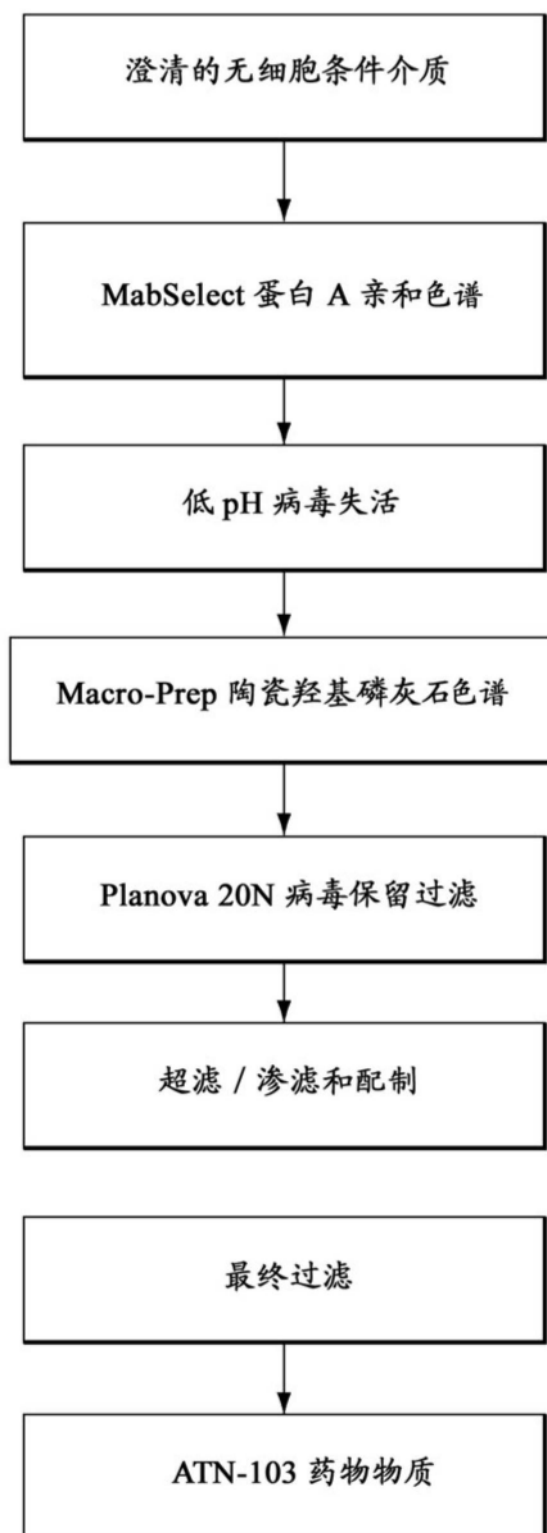 澄清的无细胞条件介质
MabSelect 蛋白 A 亲和色谱
低 pH 病毒失活
Macro-Prep 陶瓷羟基磷灰石色谱
Planova 20N 病毒保留过滤
超滤 / 渗滤和配制
最终过滤
ATN-103 药物物质